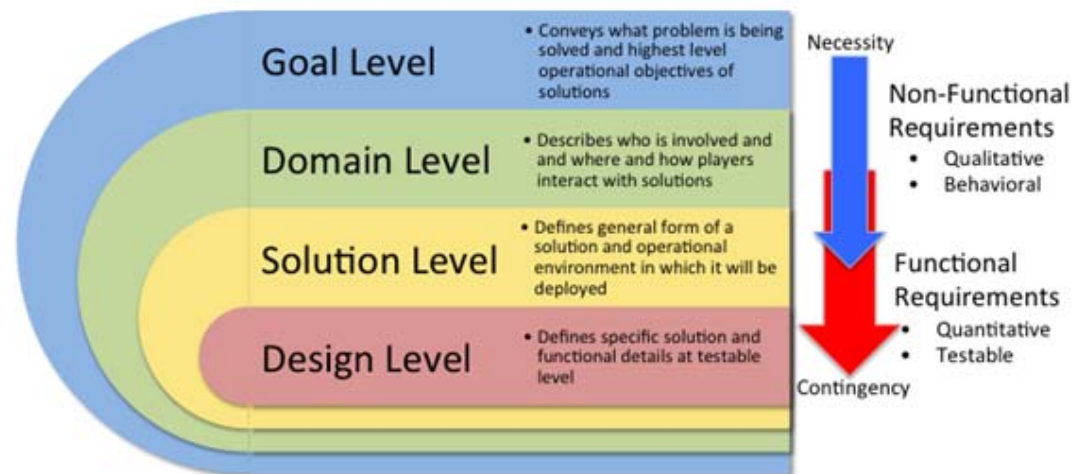 Goal Level
• Conveys what problem is being
solved and highest level
operational objectives of
solutions
Domain Level
• Describes who is involved and
and where and how players
interact with solutions
Solution Level
• Defines general form of a
solution and operational
environment in which it will be
deployed
Design Level
• Defines specific solution and
functional details at testable
level
Necessity
Non-Functional
Requirements
• Qualitative
• Behavioral
Functional
Requirements
• Quantitative
• Testable
Contingency